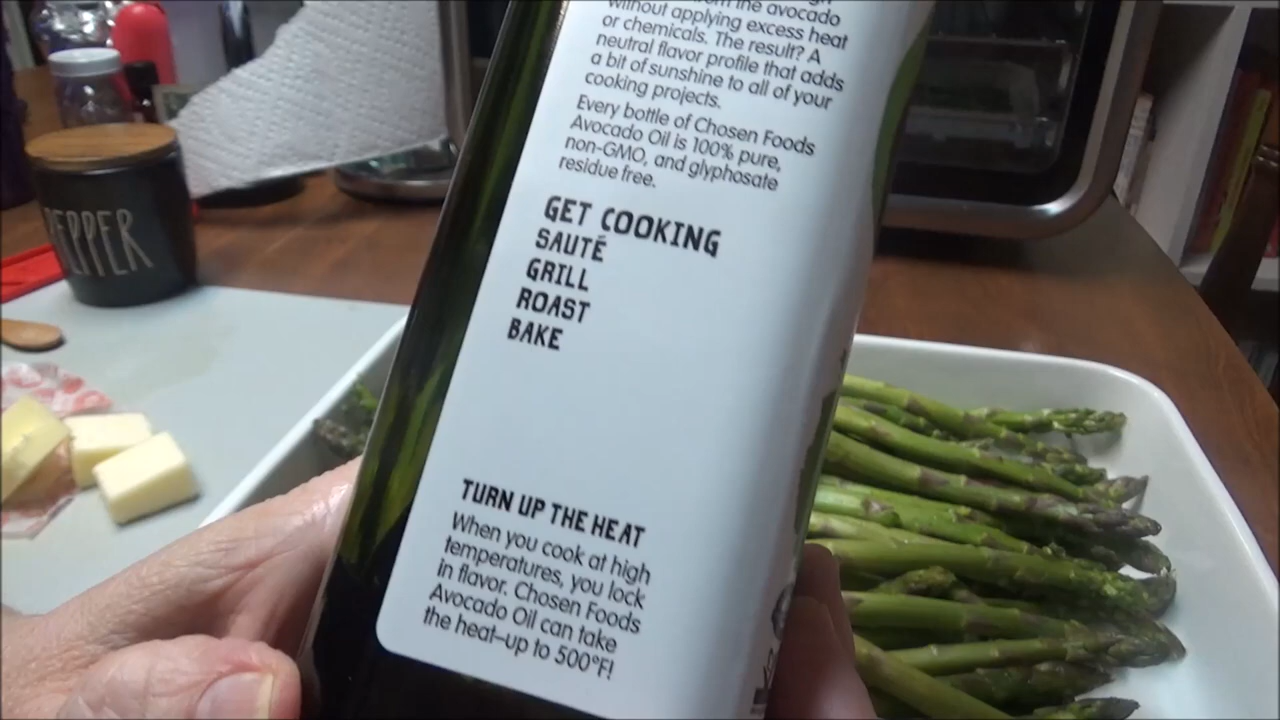 from the avocado
without applying excess heat
or chemicals. The result? A
neutral flavor profile that adds
a bit of sunshine to all of your
cooking projects.
Every bottle of Chosen Foods
Avocado Oil is 100% pure,
non-GMO, and glyphosate
residue free.
GET COOKING
SAUTÉ
GRILL
ROAST
BAKE
TURN UP THE HEAT
When you cook at high
temperatures, you lock
in flavor. Chosen Foods
Avocado Oil can take
the heat–up to 500°F!
PEPPER